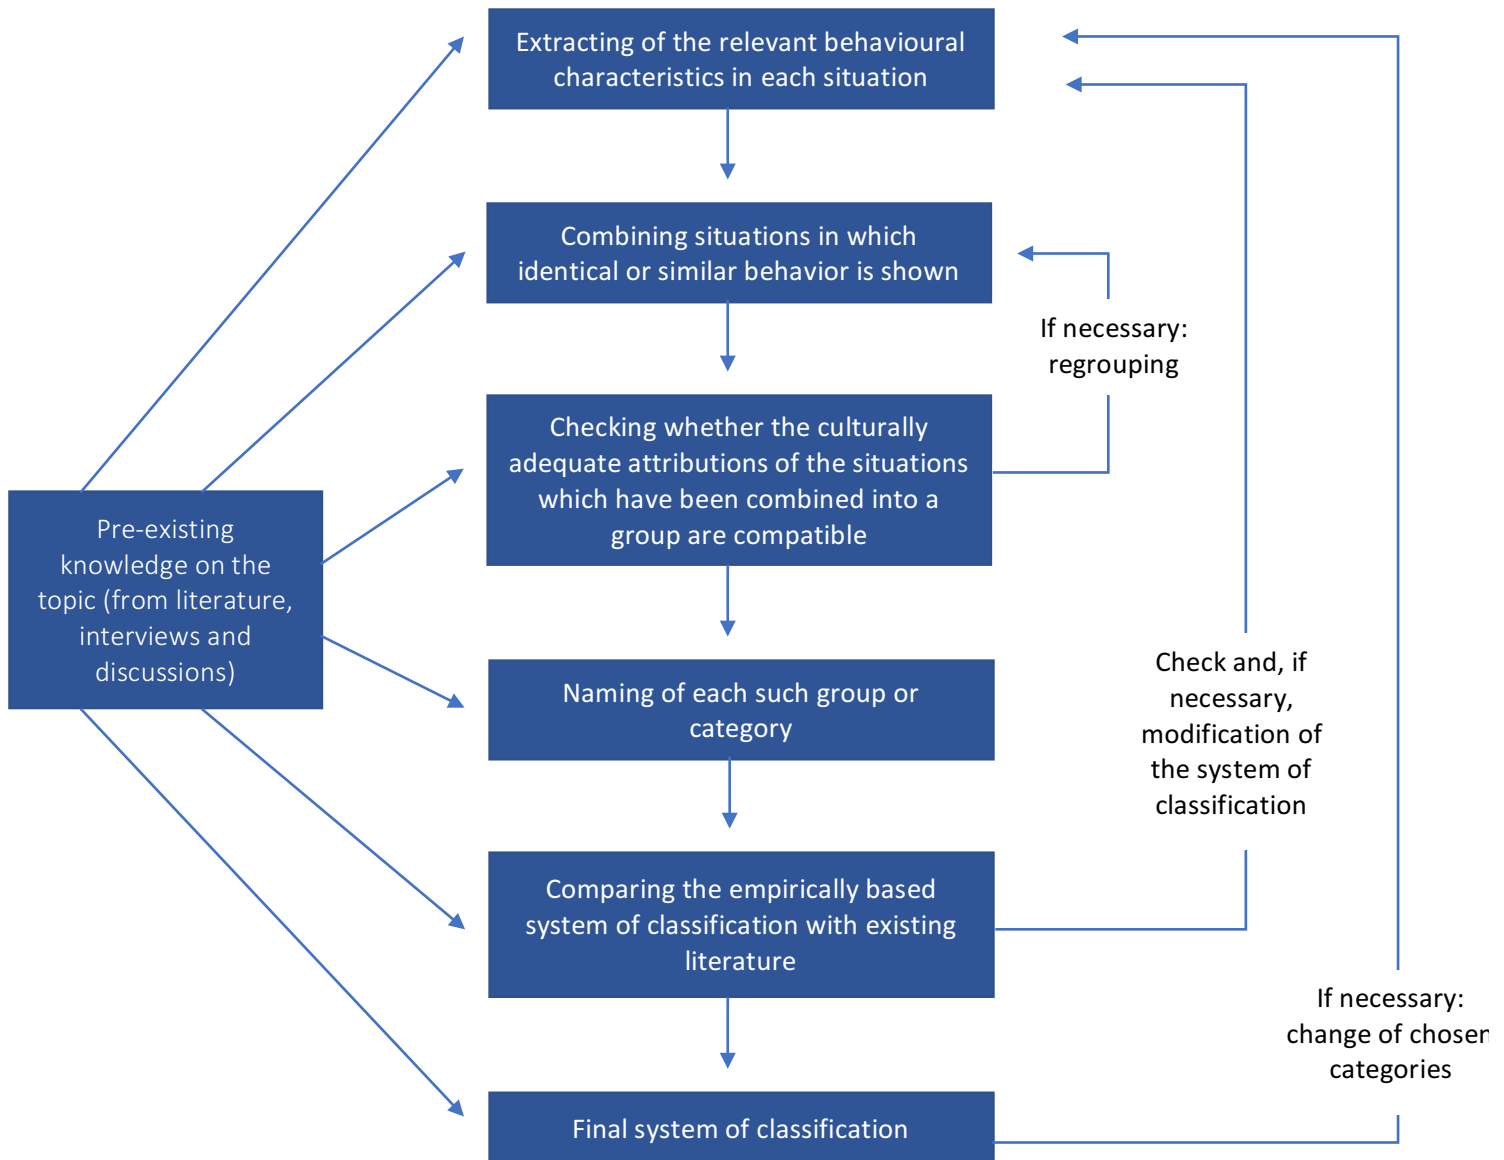 Extracting of the relevant behavioural
characteristics in each situation
Combining situations in which
identical or similar behavior is shown
If necessary:
regrouping
Checking whether the culturally
adequate attributions of the situations
which have been combined into a
group are compatible
Pre-existing
knowledge on the
topic (from literature,
interviews and
discussions)
Naming of each such group or
category
Check and, if
necessary,
modification of
the system of
classification
Comparing the empirically based
system of classification with existing
literature
If necessary:
change of chosen
categories
Final system of classification